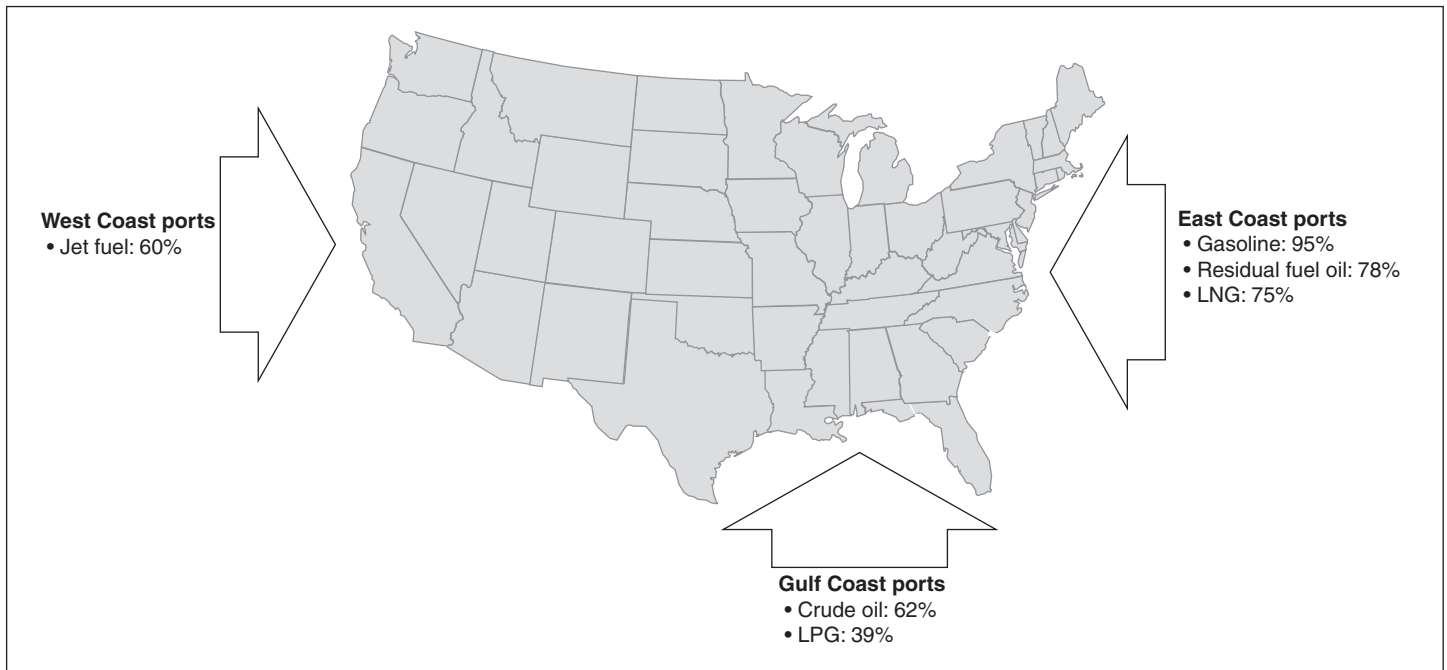 West Coast ports
• Jet fuel: 60%
East Coast ports
• Gasoline: 95%
• Residual fuel oil: 78%
• LNG: 75%
Gulf Coast ports
• Crude oil: 62%
• LPG: 39%